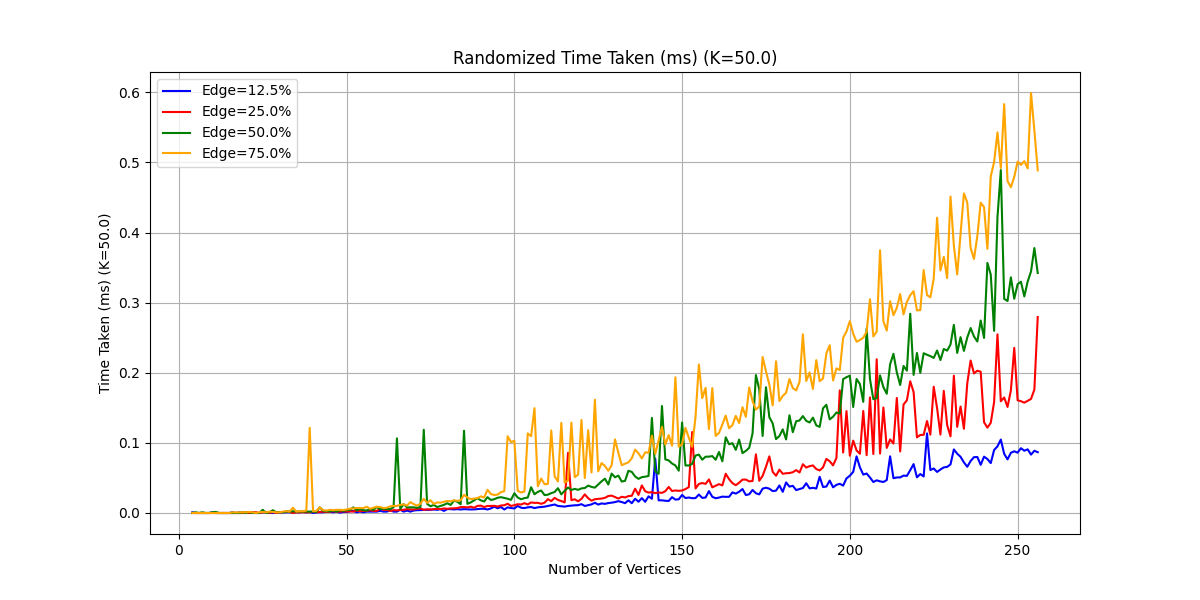 Randomized Time Taken (ms) (K=50.0)
Edge=12.5%
Edge=25.0%
Edge=50.0%
Edge=75.0%
Time Taken (ms) (K=50.0)
0.6
0.5
0.4
0.3
0.2
0.1
0.0
0 50 100 150 200 250
Number of Vertices